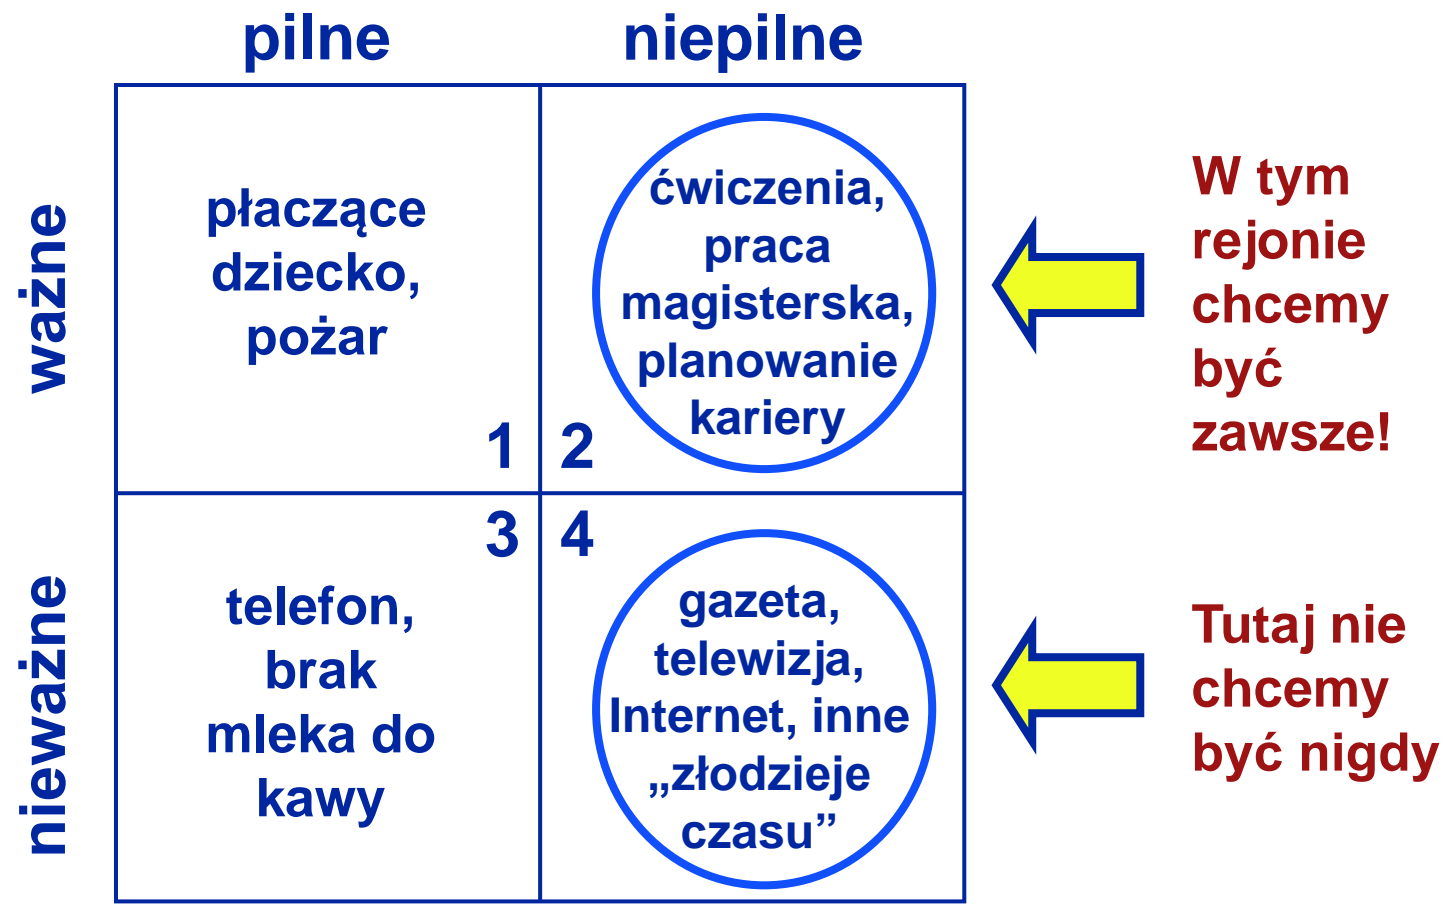 pilne niepilne
ważne
płaczące
dziecko,
pożar
1
ćwiczenia,
praca
magisterska,
planowanie
kariery
2
W tym
rejonie
chcemy
być
zawsze!
nieważne
3
telefon,
brak
mleka do
kawy
4
gazeta,
telewizja,
Internet, inne
„złodzieje
czasu”
Tutaj nie
chcemy
być nigdy